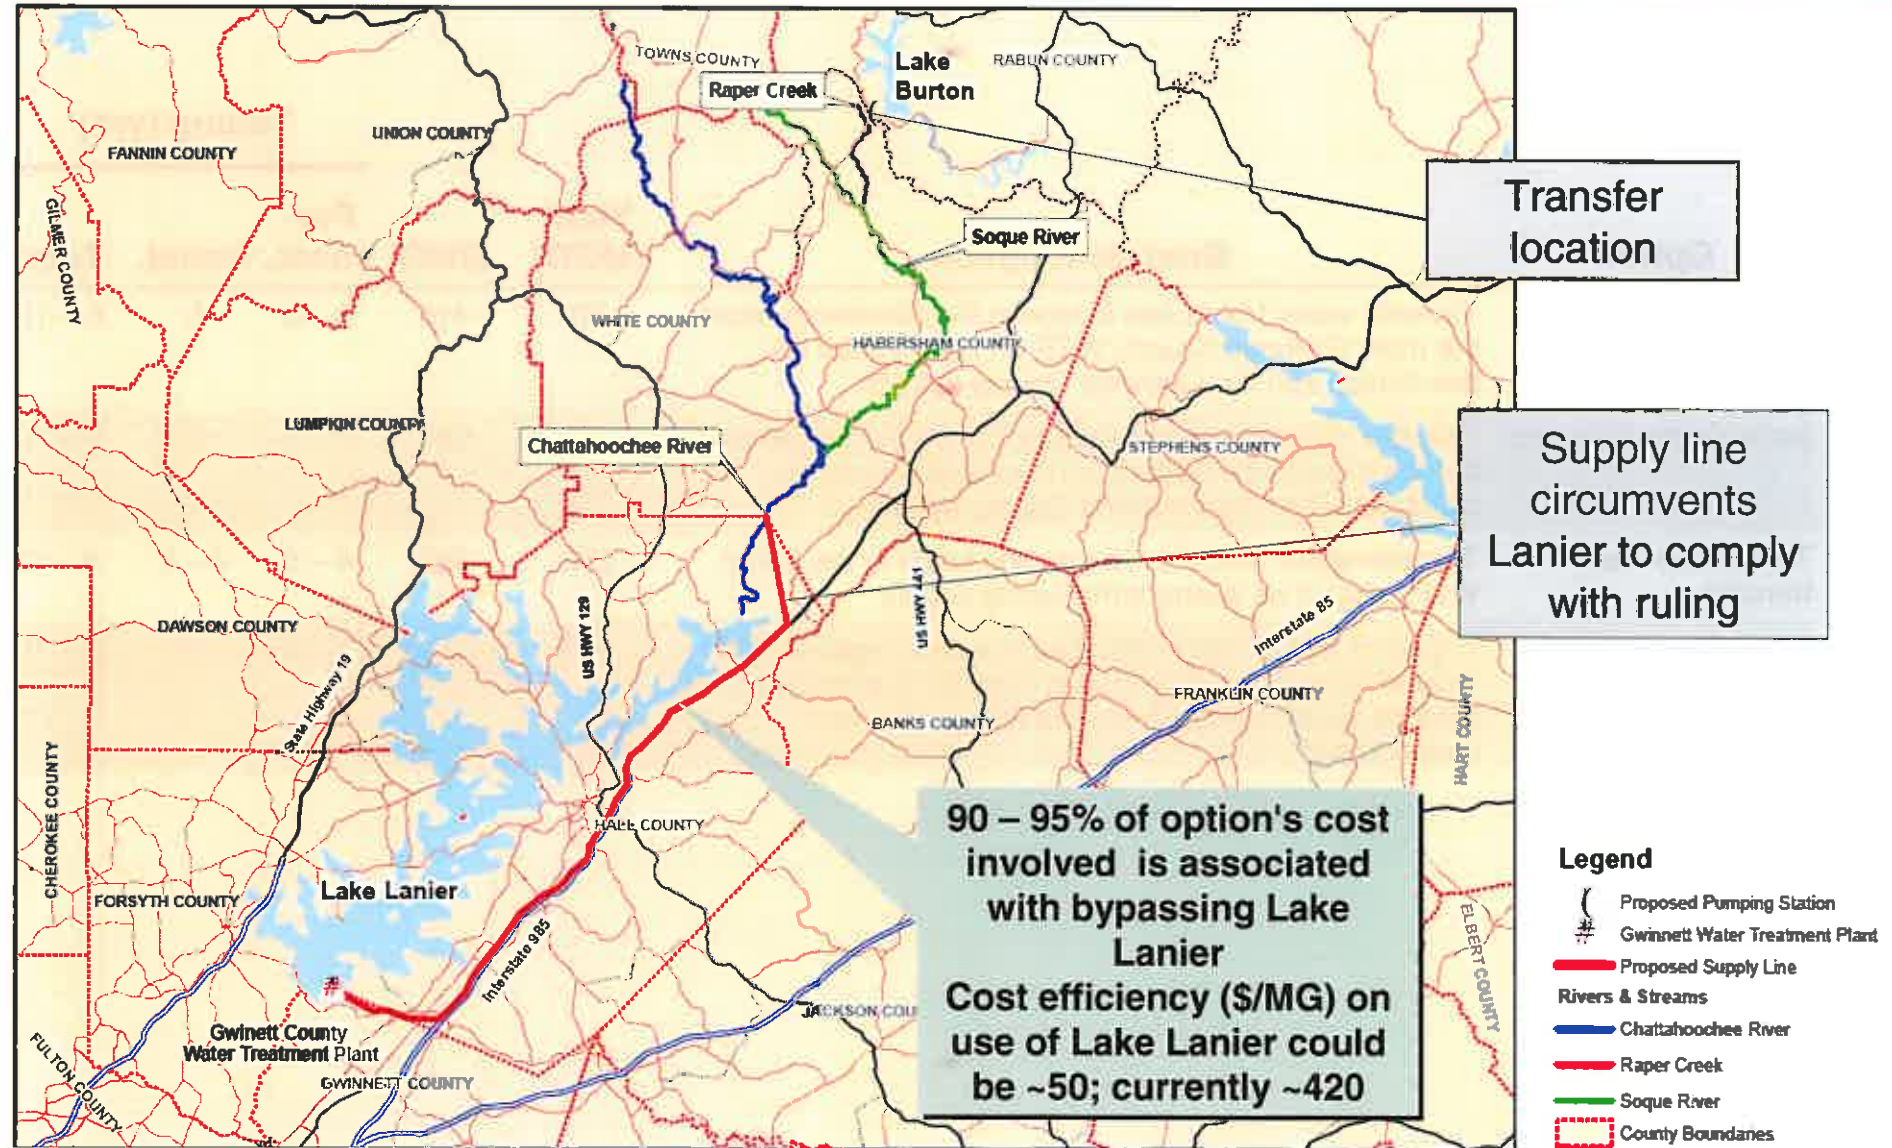 TOWNS COUNTY
Lake
Burton
RABUN COUNTY
Raper Creek
UNION COUNTY
FANNIN COUNTY
GILMER COUNTY
Transfer
location
Soque River
WHITE COUNTY
HABERSHAM COUNTY
LUMPKIN COUNTY
Chattahoochee River
STEPHENS COUNTY
Supply line
circumvents
Lanier to comply
with ruling
US HWY 129
US HWY 441
Interstate 85
DAWSON COUNTY
State Highway 19
FRANKLIN COUNTY
HART COUNTY
BANKS COUNTY
CHEROKEE COUNTY
HALL COUNTY
90 – 95% of option's cost
involved is associated
with bypassing Lake
Lanier
Cost efficiency ($/MG) on
use of Lake Lanier could
be ~50; currently ~420
Lake Lanier
FORSYTH COUNTY
Interstate 985
ELBERT COUNTY
JACKSON COU
Gwinett County
Water Treatment Plant
FULTON COUNTY
GWINNETT COUNTY
Legend
Proposed Pumping Station
Gwinnett Water Treatment Plant
Proposed Supply Line
Rivers & Streams
Chattahoochee River
Raper Creek
Soque River
County Boundaries